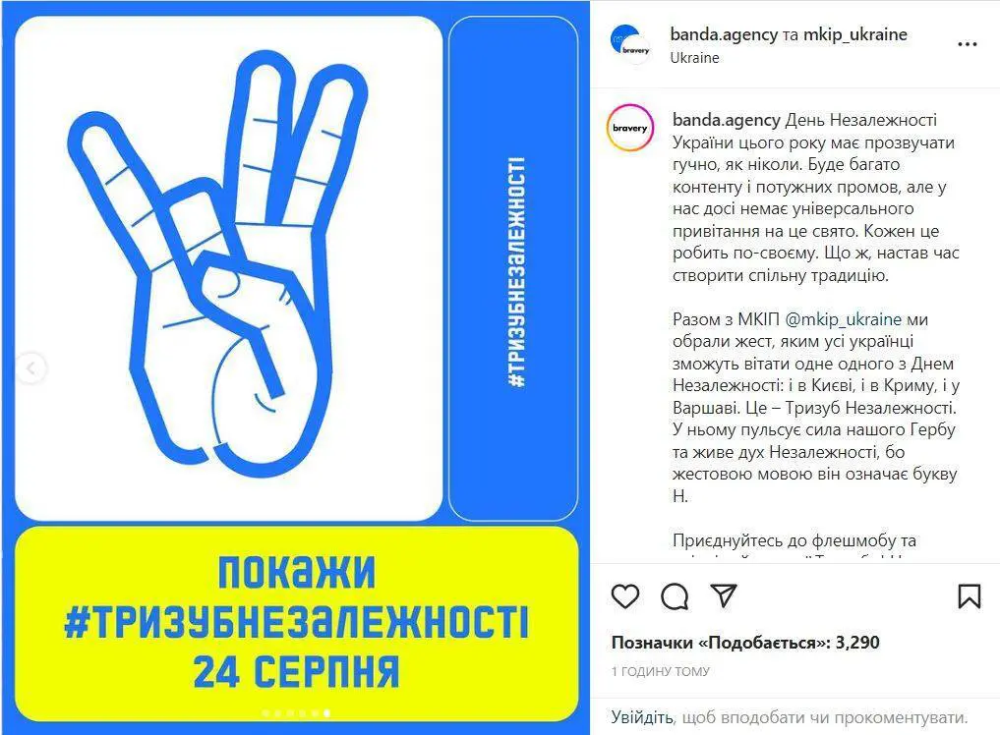 #ТРИЗУБНЕЗАЛЕЖНОСТІ
ПОКАЖИ
#ТРИЗУБНЕЗАЛЕЖНОСТІ
24 СЕРПНЯ
bravery
banda.agency та mkip_ukraine
Ukraine
bravery
banda.agency День Незалежності
України цього року має прозвучати
гучно, як ніколи. Буде багато
контенту і потужних промов, але у
нас досі немає універсального
привітання на це свято. Кожен це
робить по-своєму. Що ж, настав час
створити спільну традицію.
Разом з МКІП @mkip_ukraine ми
обрали жест, яким усі українці
зможуть вітати одне одного з Днем
Незалежності: і в Києві, і в Криму, і у
Варшаві. Це – Тризуб Незалежності.
У ньому пульсує сила нашого Гербу
та живе дух Незалежності, бо
жестовою мовою він означає букву
Н.
Приєднуйтесь до флешмобу та
Позначки «Подобається»: 3,290
1 ГОДИНУ ТОМУ
Увійдіть, щоб вподобати чи прокоментувати.